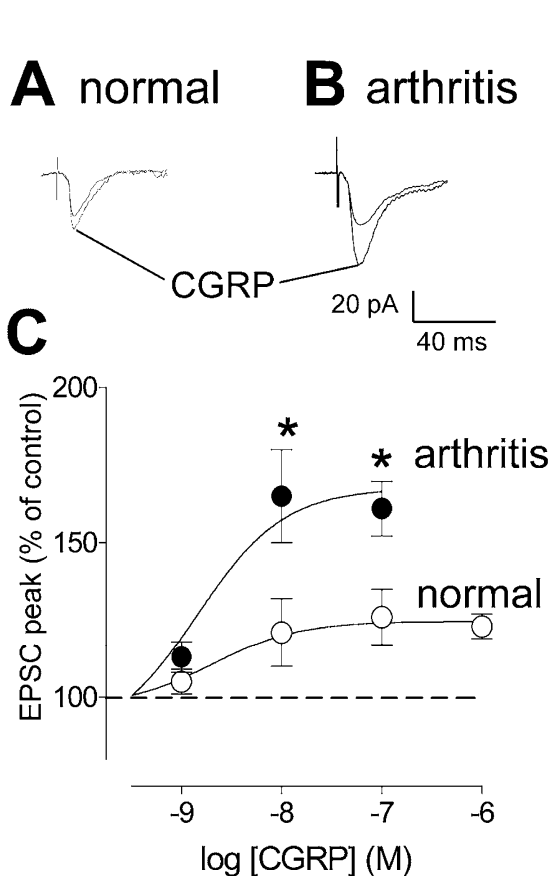 A normal
B arthritis
CGRP
20 pA
40 ms
C
200
150
100
EPSC peak (% of control)
*
*
arthritis
normal
-9 -8 -7 -6
log [CGRP] (M)